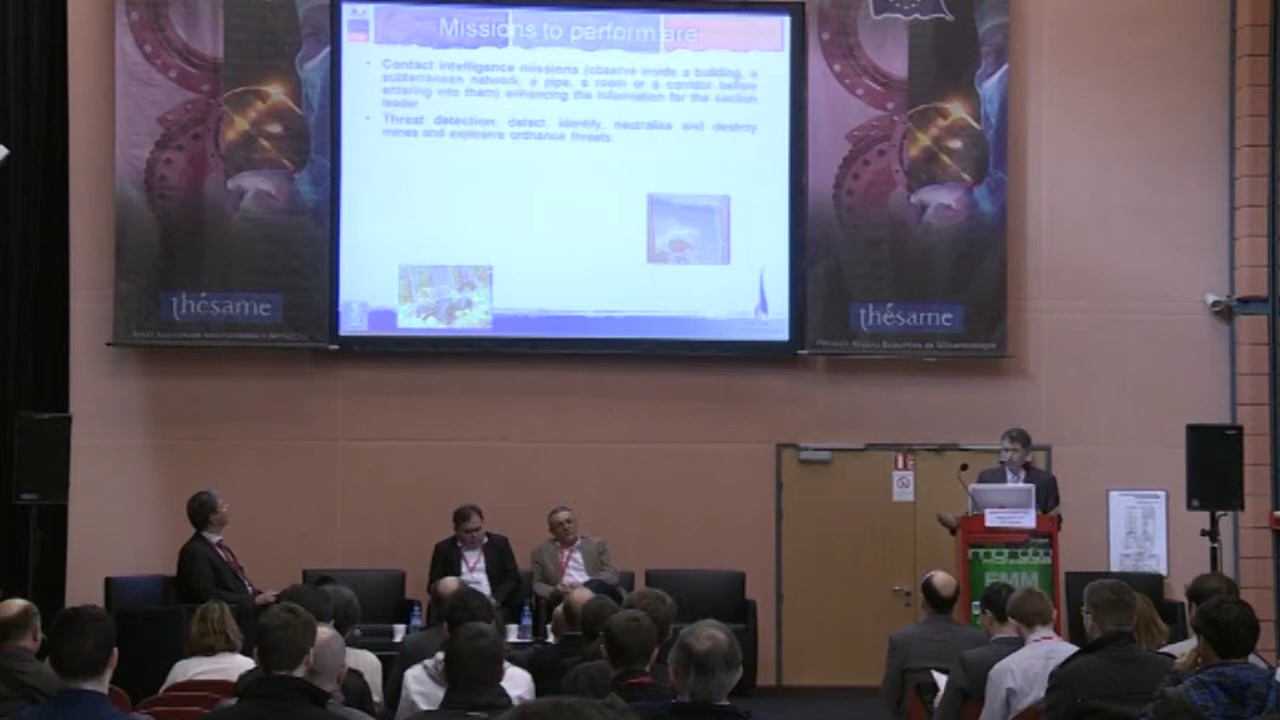 Missions to perform are
• Contact intelligence missions (observe inside a building, a
subterranean network, a pipe, a room or a corridor before
entering into them) enhancing the information for the section
leader
• Threat detection: detect, identify, neutralise and destroy
mines and explosive ordnance threats.
thésame
thésame
EMM